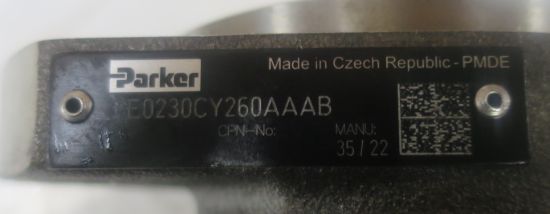 Parker
Made in Czech Republic - PMDE
E0230CY260AAAB
CPN-No:
MANU:
35/22